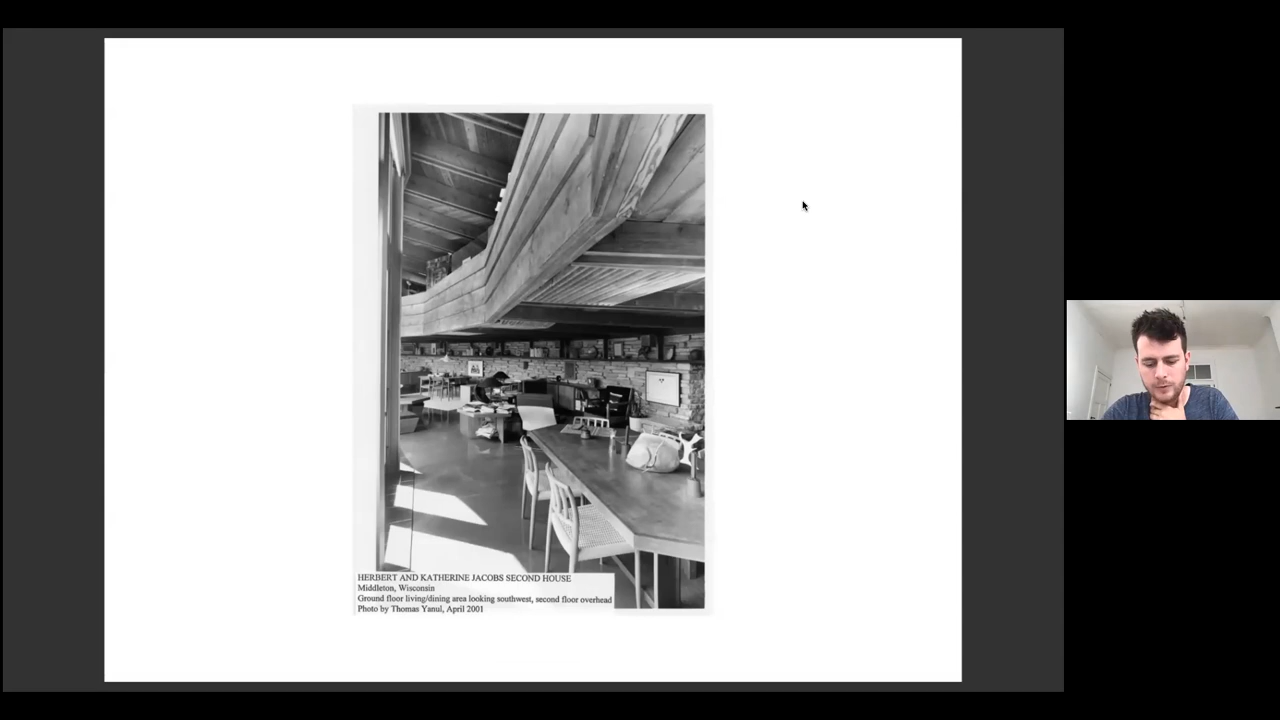 HERBERT AND KATHERINE JACOBS SECOND HOUSE
Middleton, Wisconsin
Ground floor living/dining area looking southwest, second floor overhead
Photo by Thomas Yanul, April 2001